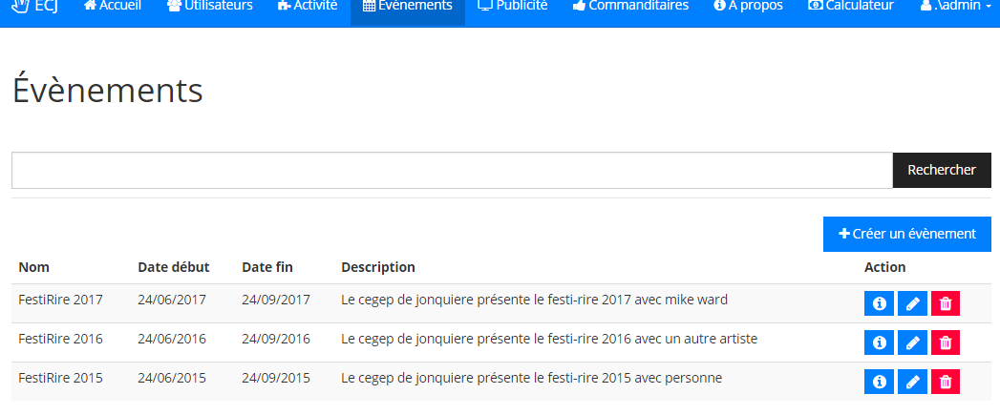 ECJ Accueil Utilisateurs Activité Evènements Publicité Commanditaires A propos Calculateur .\admin
Évènements
Rechercher
Créer un évènement
Nom Date début Date fin Description Action
FestiRire 2017 24/06/2017 24/09/2017 Le cegep de jonquiere présente le festi-rire 2017 avec mike ward
FestiRire 2016 24/06/2016 24/09/2016 Le cegep de jonquiere présente le festi-rire 2016 avec un autre artiste
FestiRire 2015 24/06/2015 24/09/2015 Le cegep de jonquiere présente le festi-rire 2015 avec personne